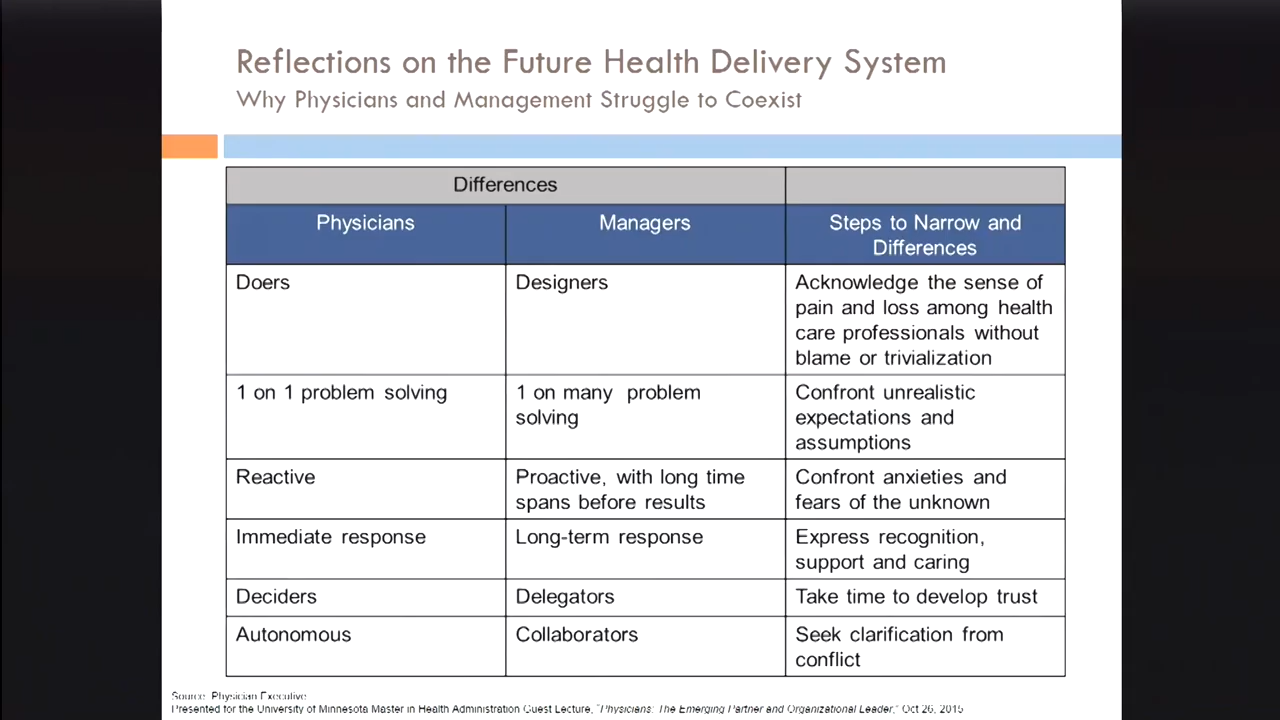 Reflections on the Future Health Delivery System
Why Physicians and Management Struggle to Coexist
Differences
Physicians
Managers
Steps to Narrow and
Differences
Doers
Designers
Acknowledge the sense of
pain and loss among health
care professionals without
blame or trivialization
1 on 1 problem solving
1 on many problem
solving
Confront unrealistic
expectations and
assumptions
Reactive
Proactive, with long time
spans before results
Confront anxieties and
fears of the unknown
Immediate response
Long-term response
Express recognition,
support and caring
Deciders
Delegators
Take time to develop trust
Autonomous
Collaborators
Seek clarification from
conflict
Source: Physician Executive
Presented for the University of Minnesota Master in Health Administration Guest Lecture, "Physicians: The Emerging Partner and Organizational Leader," Oct 26, 2015